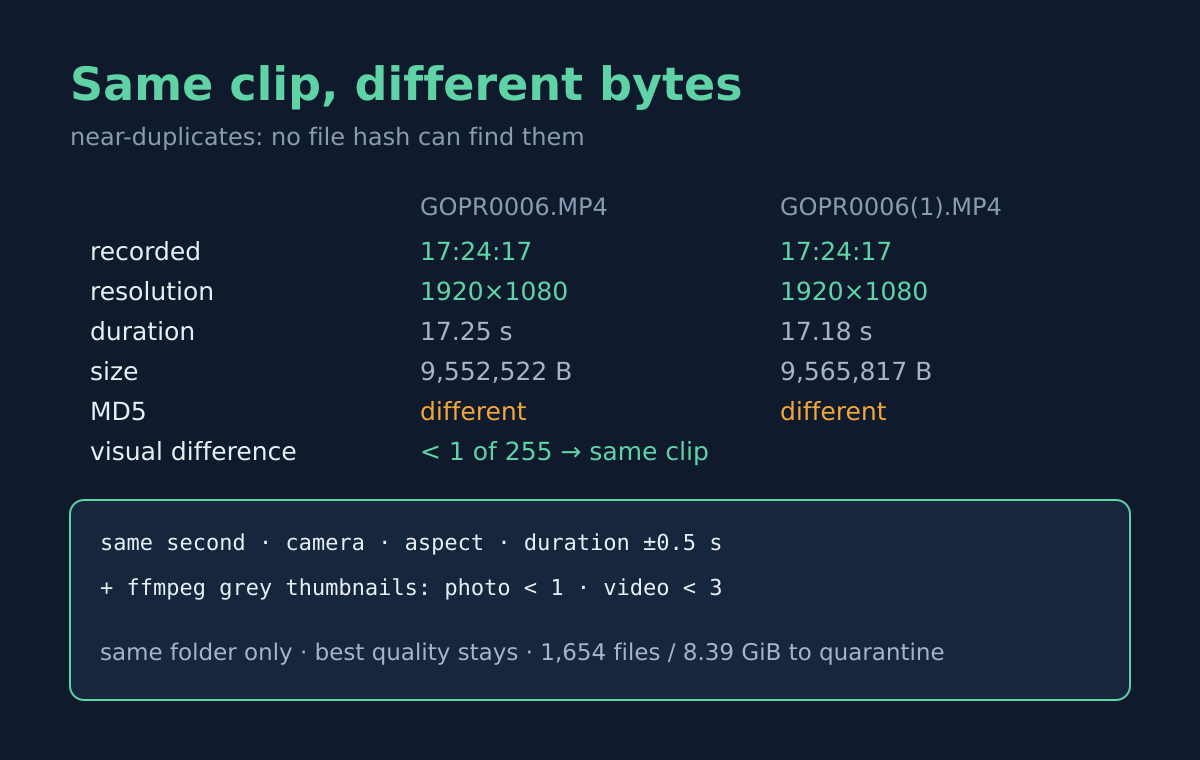 Same clip, different bytes
near-duplicates: no file hash can find them
GOPR0006.MP4 GOPR0006(1).MP4
recorded 17:24:17 17:24:17
resolution 1920×1080 1920×1080
duration 17.25 s 17.18 s
size 9,552,522 B 9,565,817 B
MD5 different different
visual difference < 1 of 255 → same clip
same second · camera · aspect · duration ±0.5 s
+ ffmpeg grey thumbnails: photo < 1 · video < 3
same folder only · best quality stays · 1,654 files / 8.39 GiB to quarantine